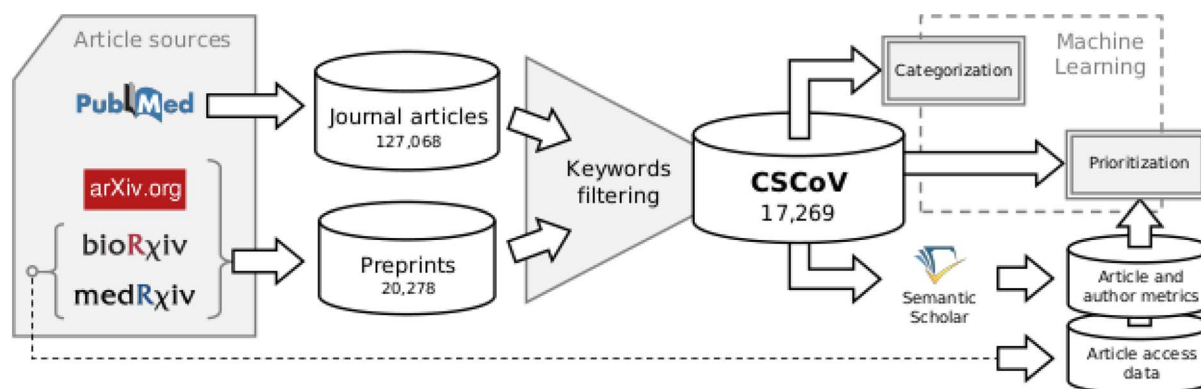 Article sources
PubMed
arXiv.org
bioRχiv
medRχiv
Journal articles
127,068
Preprints
20,278
Keywords
filtering
CSCoV
17,269
Categorization
Machine
Learning
Prioritization
Semantic
Scholar
Article and
author metrics
Article access
data